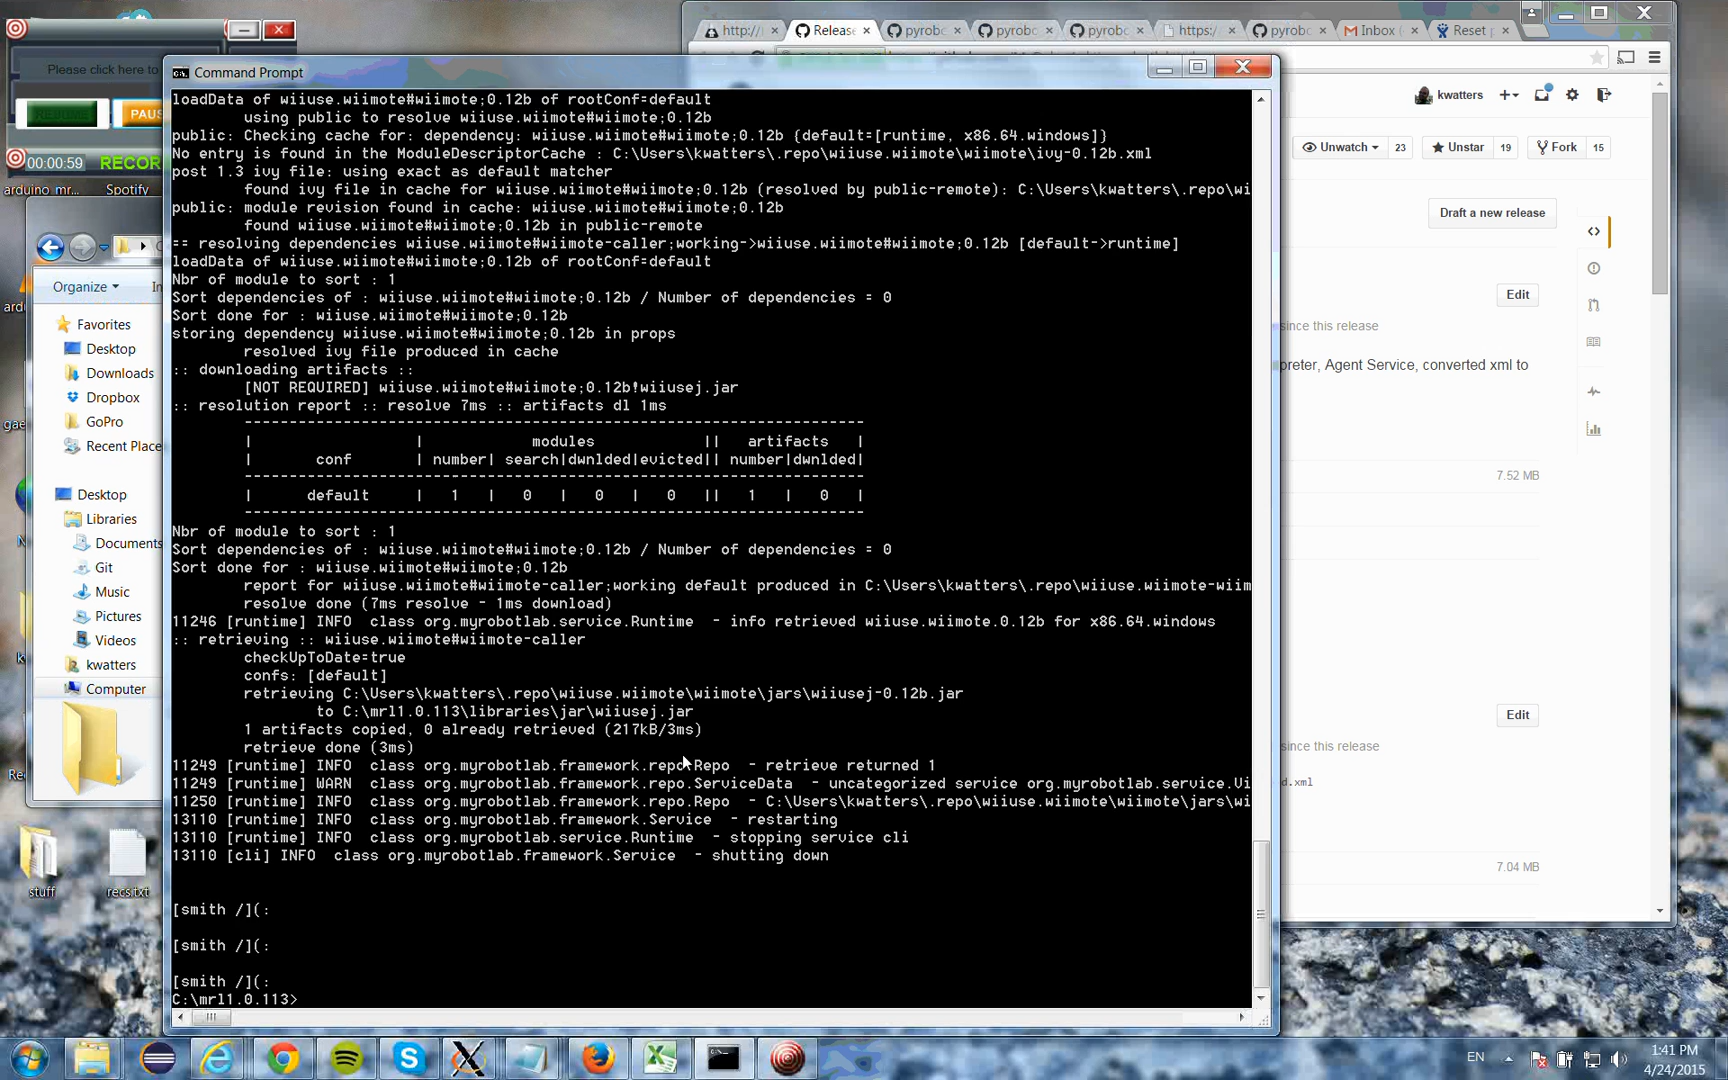 Please click here to
RESUME
PAUS
00:00:59
RECOR
arduino_mr...
Spotify
Organize
Favorites
Desktop
Downloads
Dropbox
GoPro
Recent Place
Desktop
Libraries
Documents
Git
Music
Pictures
Videos
kwatters
Computer
stuff
recs.txt
Command Prompt
loadData of wiiuse.wiimote#wiimote;0.12b of rootConf=default
using public to resolve wiiuse.wiimote#wiimote;0.12b
public: Checking cache for: dependency: wiiuse.wiimote#wiimote;0.12b {default=[runtime, x86.64.windows]}
No entry is found in the ModuleDescriptorCache : C:\Users\kwatters\.repo\wiiuse.wiimote\wiimote\ivy-0.12b.xml
post 1.3 ivy file: using exact as default matcher
found ivy file in cache for wiiuse.wiimote#wiimote;0.12b (resolved by public-remote): C:\Users\kwatters\.repo\wi
public: module revision found in cache: wiiuse.wiimote#wiimote;0.12b
found wiiuse.wiimote#wiimote;0.12b in public-remote
== resolving dependencies wiiuse.wiimote#wiimote-caller;working->wiiuse.wiimote#wiimote;0.12b [default->runtime]
loadData of wiiuse.wiimote#wiimote;0.12b of rootConf=default
Nbr of module to sort : 1
Sort dependencies of : wiiuse.wiimote#wiimote;0.12b / Number of dependencies = 0
Sort done for : wiiuse.wiimote#wiimote;0.12b
storing dependency wiiuse.wiimote#wiimote;0.12b in props
resolved ivy file produced in cache
:: downloading artifacts ::
[NOT REQUIRED] wiiuse.wiimote#wiimote;0.12b!wiiusej.jar
:: resolution report :: resolve 7ms :: artifacts dl 1ms
---------------------------------------------------------------------
| | modules || artifacts |
| conf | number| search|dwnlded|evicted|| number|dwnlded|
---------------------------------------------------------------------
| default | 1 | 0 | 0 | 0 || 1 | 0 |
---------------------------------------------------------------------
Nbr of module to sort : 1
Sort dependencies of : wiiuse.wiimote#wiimote;0.12b / Number of dependencies = 0
Sort done for : wiiuse.wiimote#wiimote;0.12b
report for wiiuse.wiimote#wiimote-caller;working default produced in C:\Users\kwatters\.repo\wiiuse.wiimote-wiim
resolve done (7ms resolve - 1ms download)
11246 [runtime] INFO class org.myrobotlab.service.Runtime - info retrieved wiiuse.wiimote.0.12b for x86.64.windows
:: retrieving :: wiiuse.wiimote#wiimote-caller
checkUpToDate=true
confs: [default]
retrieving C:\Users\kwatters\.repo\wiiuse.wiimote\wiimote\jars\wiiusej-0.12b.jar
to C:\mrl1.0.113\libraries\jar\wiiusej.jar
1 artifacts copied, 0 already retrieved (217kB/3ms)
retrieve done (3ms)
11249 [runtime] INFO class org.myrobotlab.framework.repo.Repo - retrieve returned 1
11249 [runtime] WARN class org.myrobotlab.framework.repo.ServiceData - uncategorized service org.myrobotlab.service.Vi
11250 [runtime] INFO class org.myrobotlab.framework.repo.Repo - C:\Users\kwatters\.repo\wiiuse.wiimote\wiimote\jars\wi
13110 [runtime] INFO class org.myrobotlab.framework.Service - restarting
13110 [runtime] INFO class org.myrobotlab.service.Runtime - stopping service cli
13110 [cli] INFO class org.myrobotlab.framework.Service - shutting down
[smith /](:
[smith /](:
[smith /](:
C:\mrl1.0.113>
http://
Release
pyrobo
pyrobo
pyrobo
https:/
pyrobo
Inbox (
Reset p
kwatters
Unwatch 23
Unstar 19
Fork 15
Draft a new release
Edit
since this release
preter, Agent Service, converted xml to
7.52 MB
Edit
since this release
d.xml
7.04 MB
EN
1:41 PM
4/24/2015